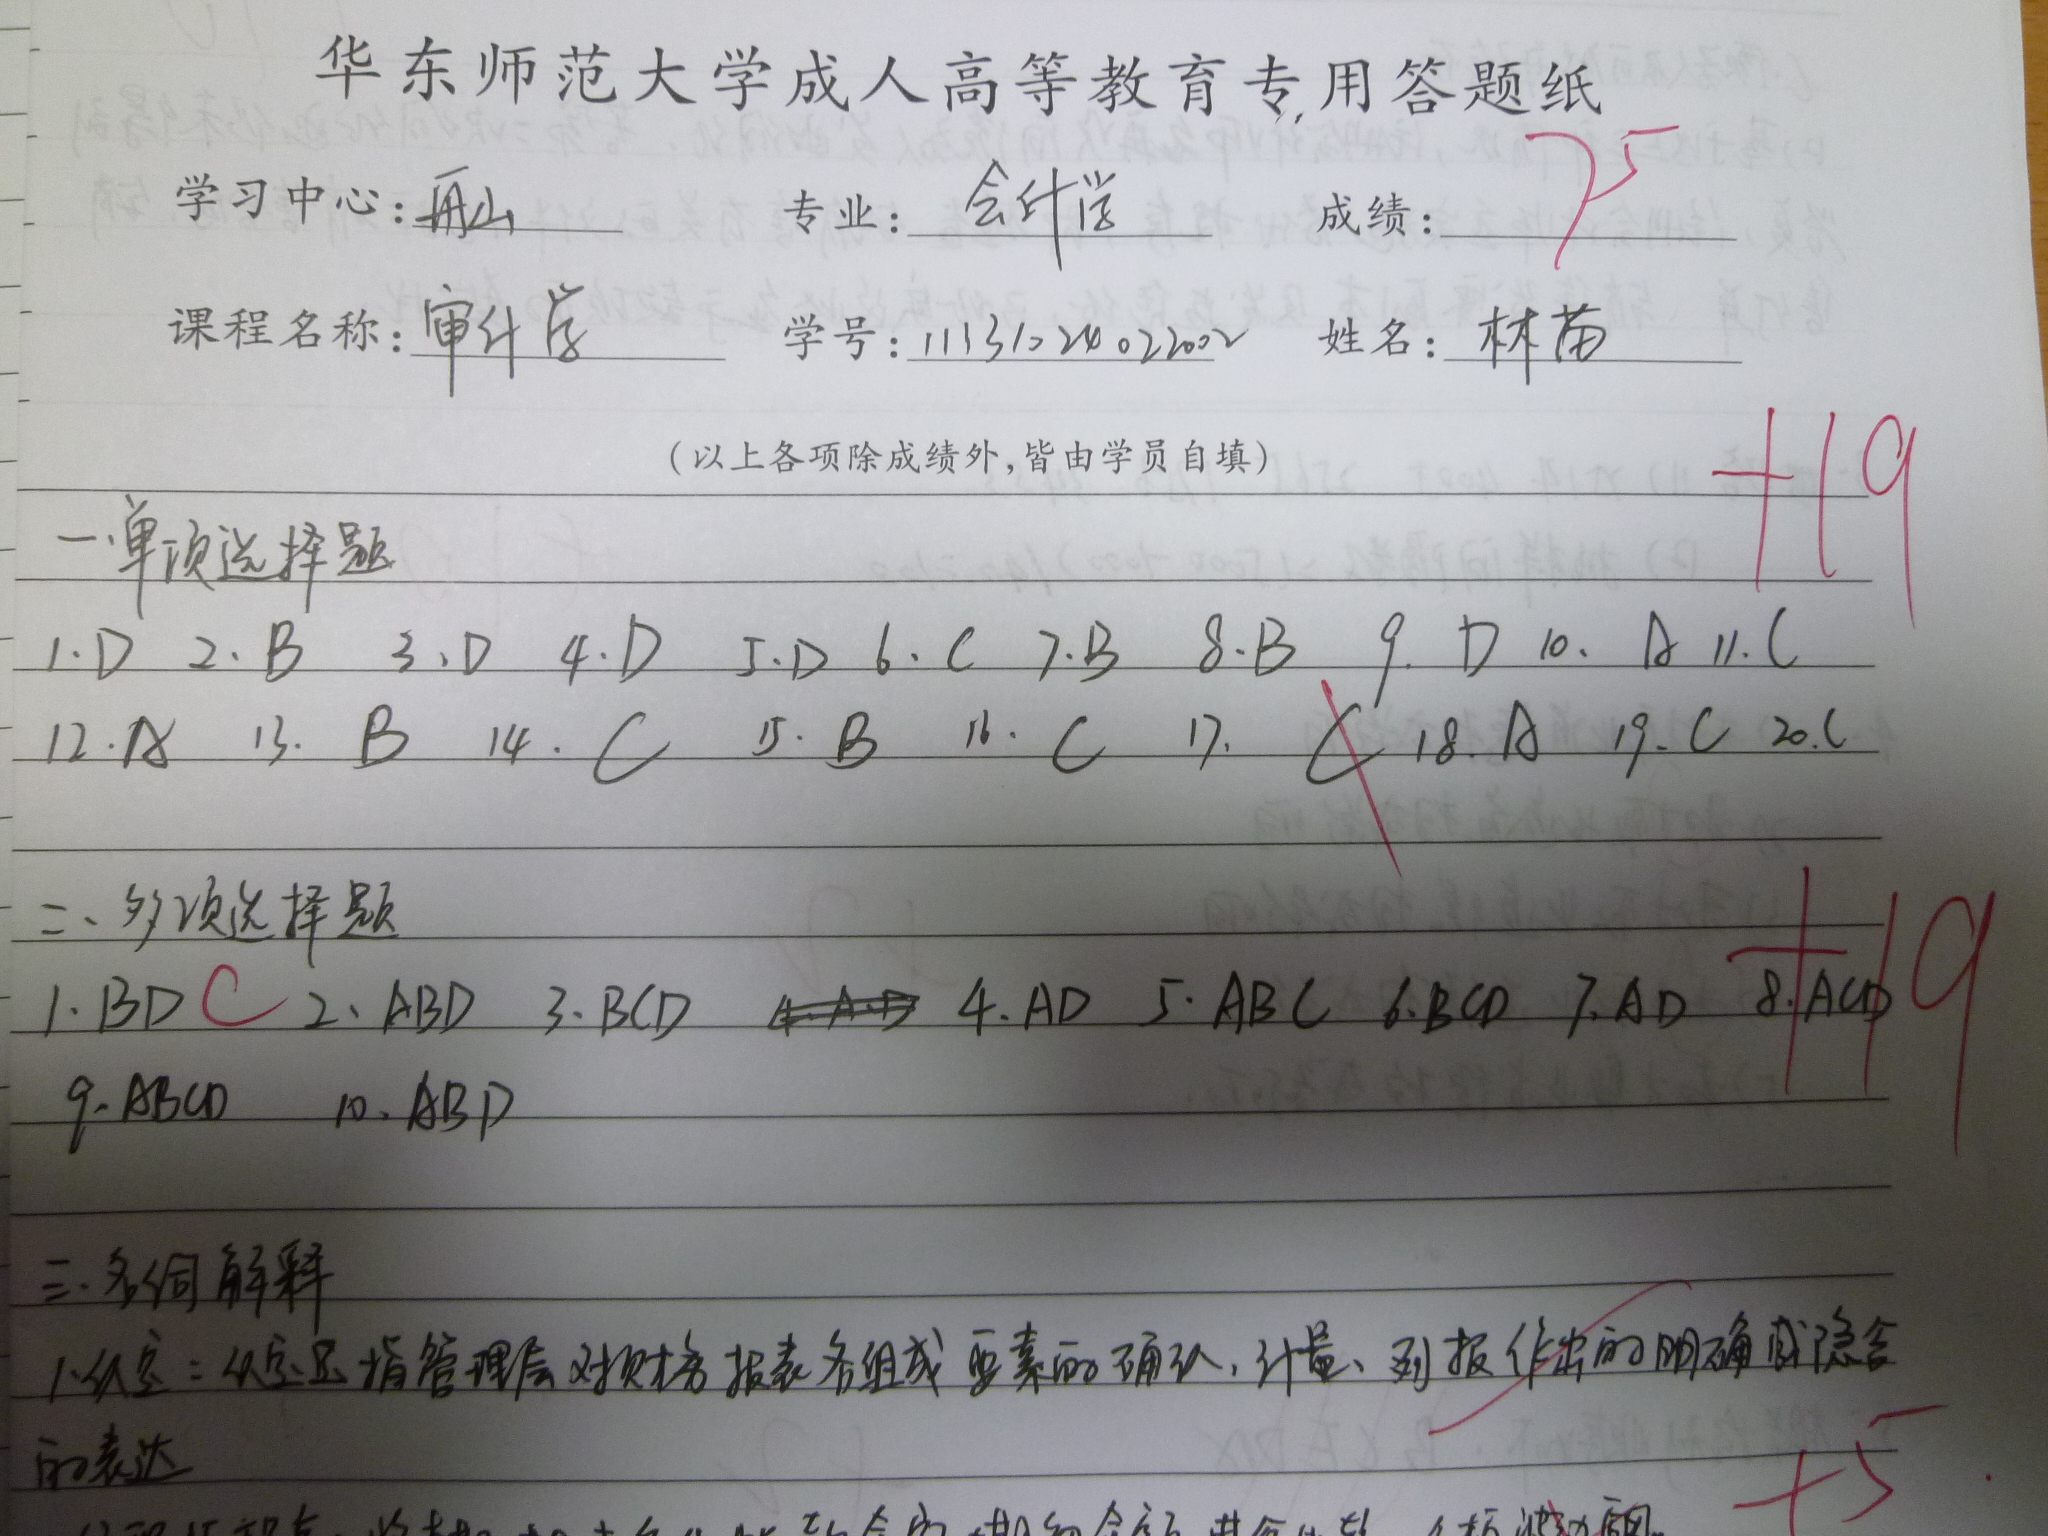 华东师范大学成人高等教育专用答题纸
学习中心:舟山 专业:会计学 成绩:75
课程名称:审计学 学号:11131024022002 姓名:林苗
(以上各项除成绩外,皆由学员自填)
+19
一.单项选择题
1.D 2.B 3.D 4.D 5.D 6.C 7.B 8.B 9.D 10.A 11.C
12.A 13.B 14.C 15.B 16.C 17.C 18.A 19.C 20.C
+19
二、多项选择题
1.BD C 2.ABD 3.BCD 4.AD 4.AD 5.ABC 6.BCD 7.AD 8.ACD
9.ABCD 10.ABD
三.名词解释
1.认定:认定是指管理层对财务报表各组成要素的确认、计量、列报作出的明确或隐含
的表达
+5